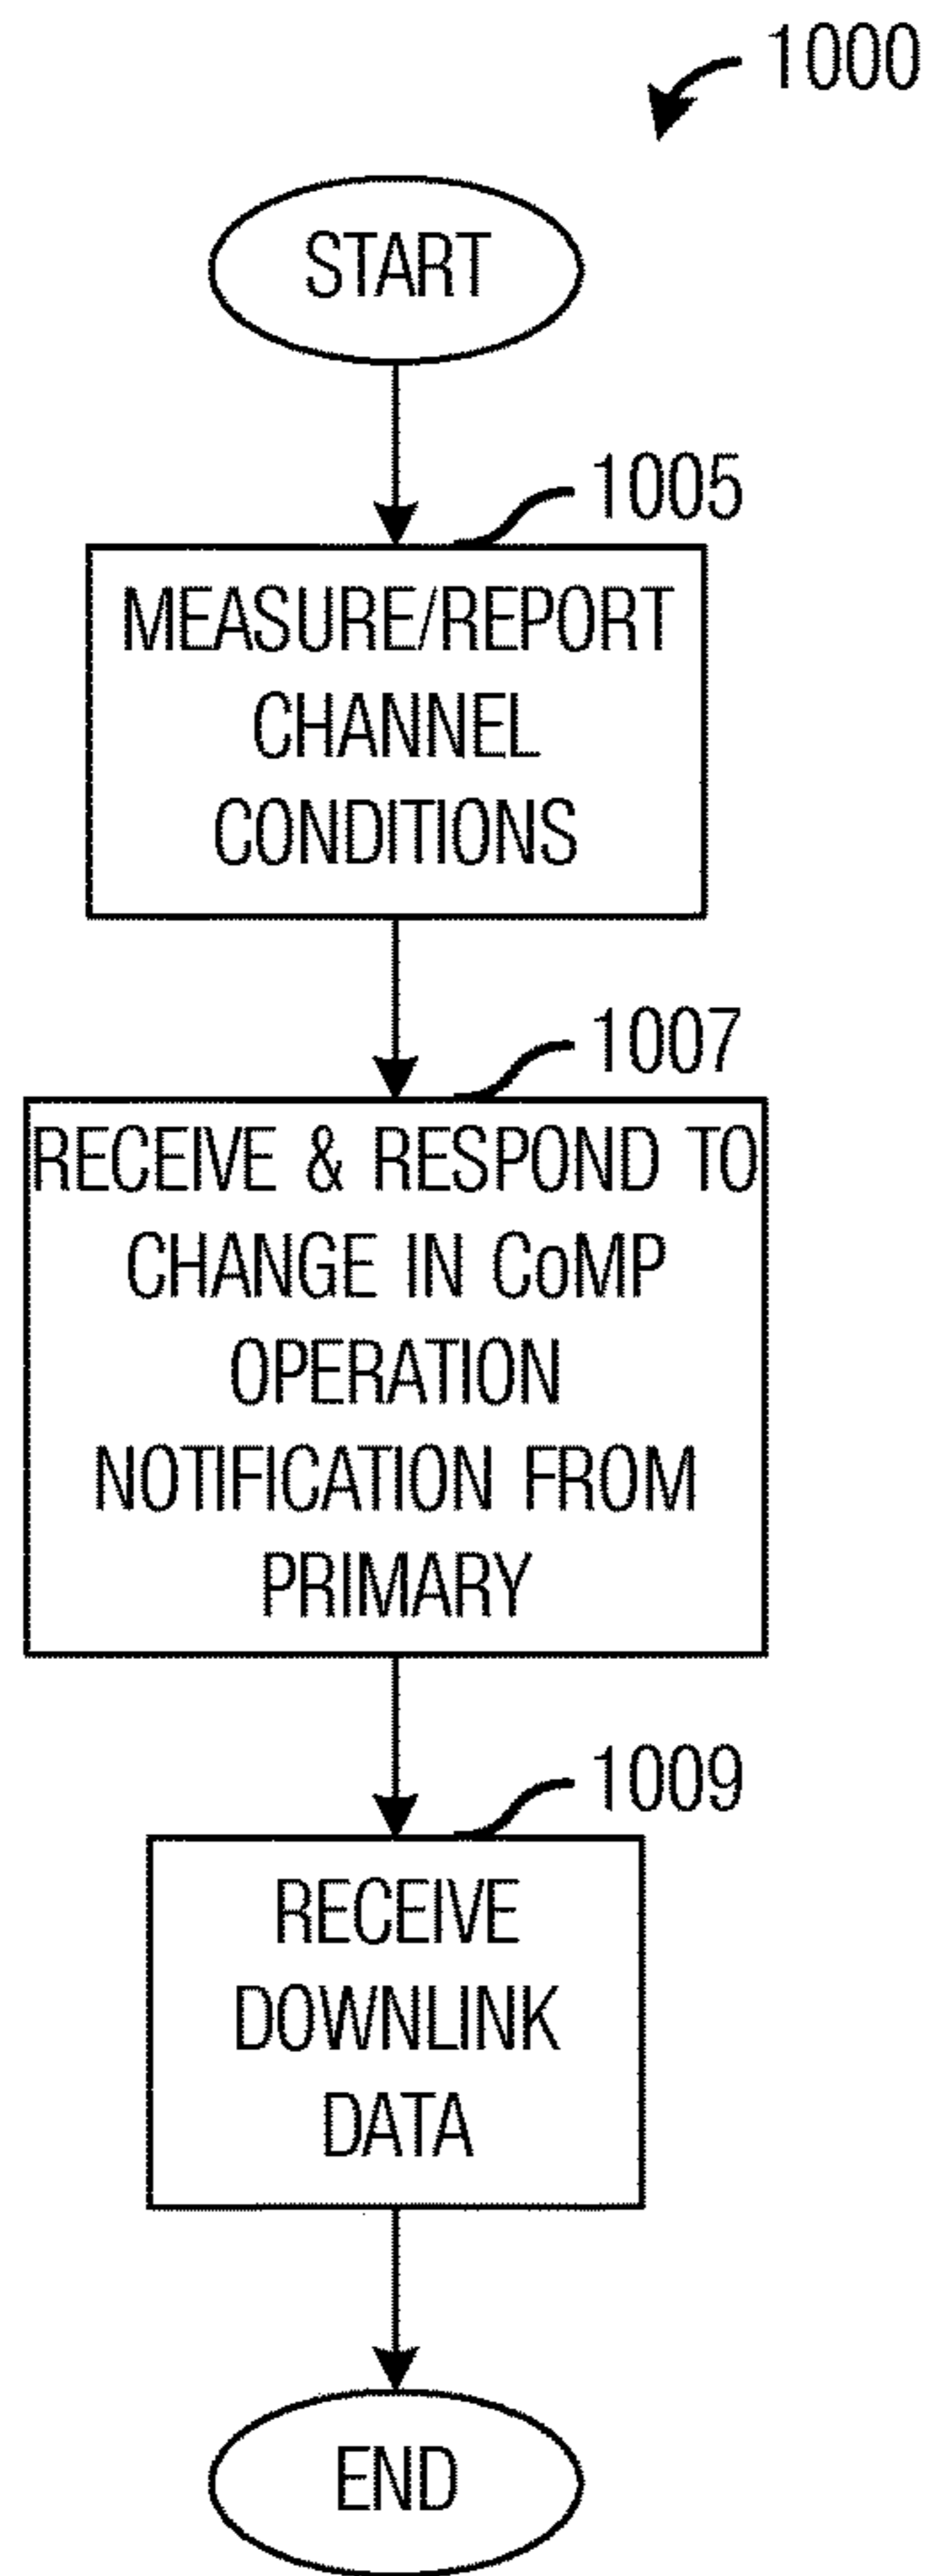 1000
START
1005
MEASURE/REPORT
CHANNEL
CONDITIONS
1007
RECEIVE & RESPOND TO
CHANGE IN CoMP
OPERATION
NOTIFICATION FROM
PRIMARY
1009
RECEIVE
DOWNLINK
DATA
END